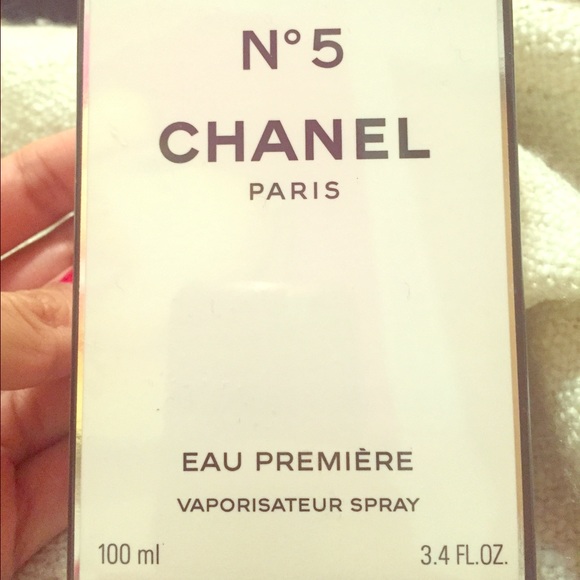 N°5
CHANEL
PARIS
EAU PREMIÈRE
VAPORISATEUR SPRAY
100 ml 3.4 FL.OZ.